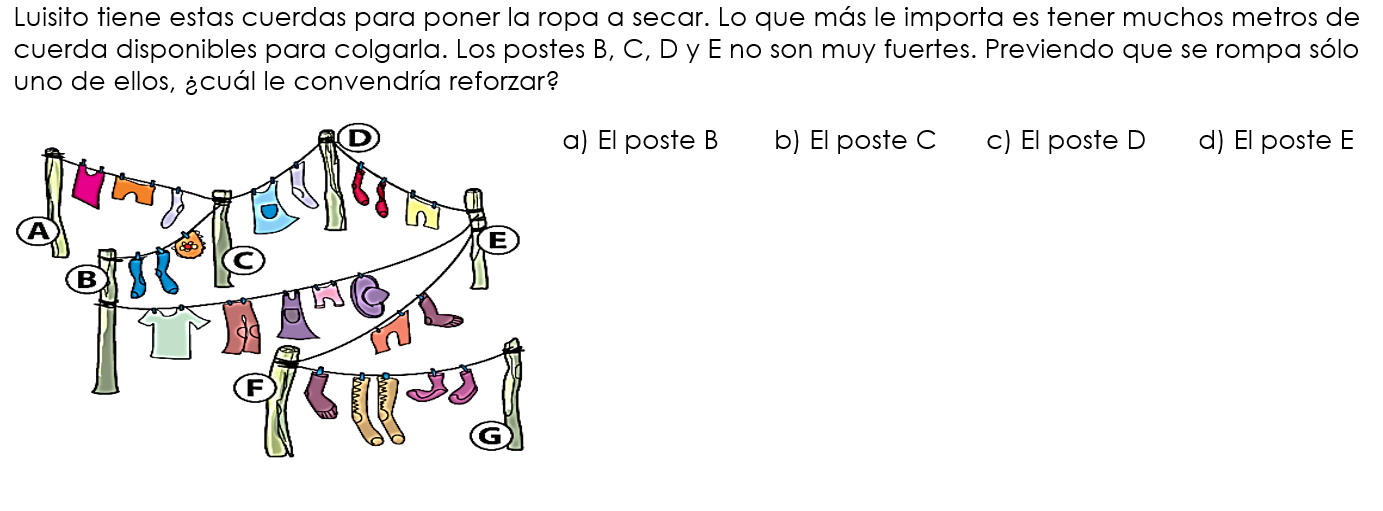 Luisito tiene estas cuerdas para poner la ropa a secar. Lo que más le importa es tener muchos metros de
cuerda disponibles para colgarla. Los postes B, C, D y E no son muy fuertes. Previendo que se rompa sólo
uno de ellos, ¿cuál le convendría reforzar?
a) El poste B b) El poste C c) El poste D d) El poste E
D
A
E
C
B
F
G